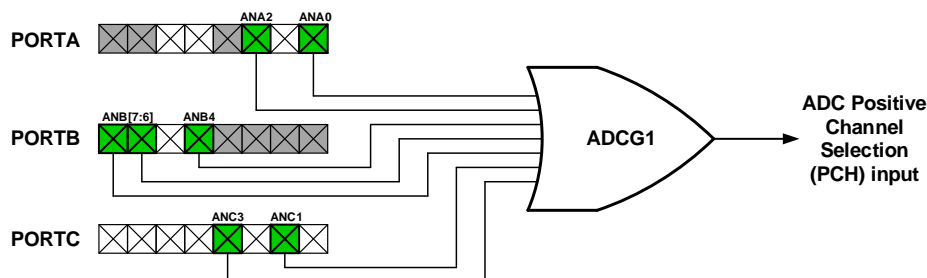 ANA2 ANA0
PORTA
ANB[7:6] ANB4
PORTB
ANC3 ANC1
PORTC
ADCG1
ADC Positive
Channel
Selection
(PCH) input